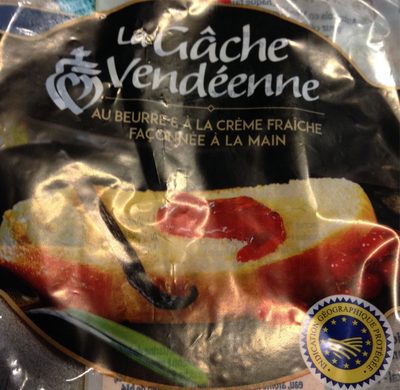 La Gâche
Vendéenne
AU BEURRE & À LA CRÈME FRAÎCHE
FAÇONNÉE À LA MAIN
INDICATION GÉOGRAPHIQUE PROTÉGÉE